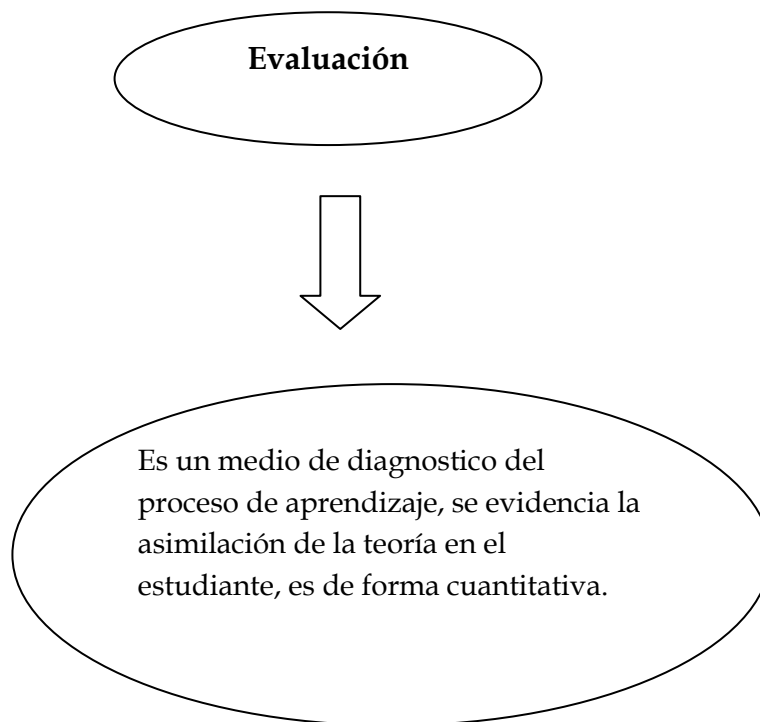 Evaluación
Es un medio de diagnostico del
proceso de aprendizaje, se evidencia la
asimilación de la teoría en el
estudiante, es de forma cuantitativa.